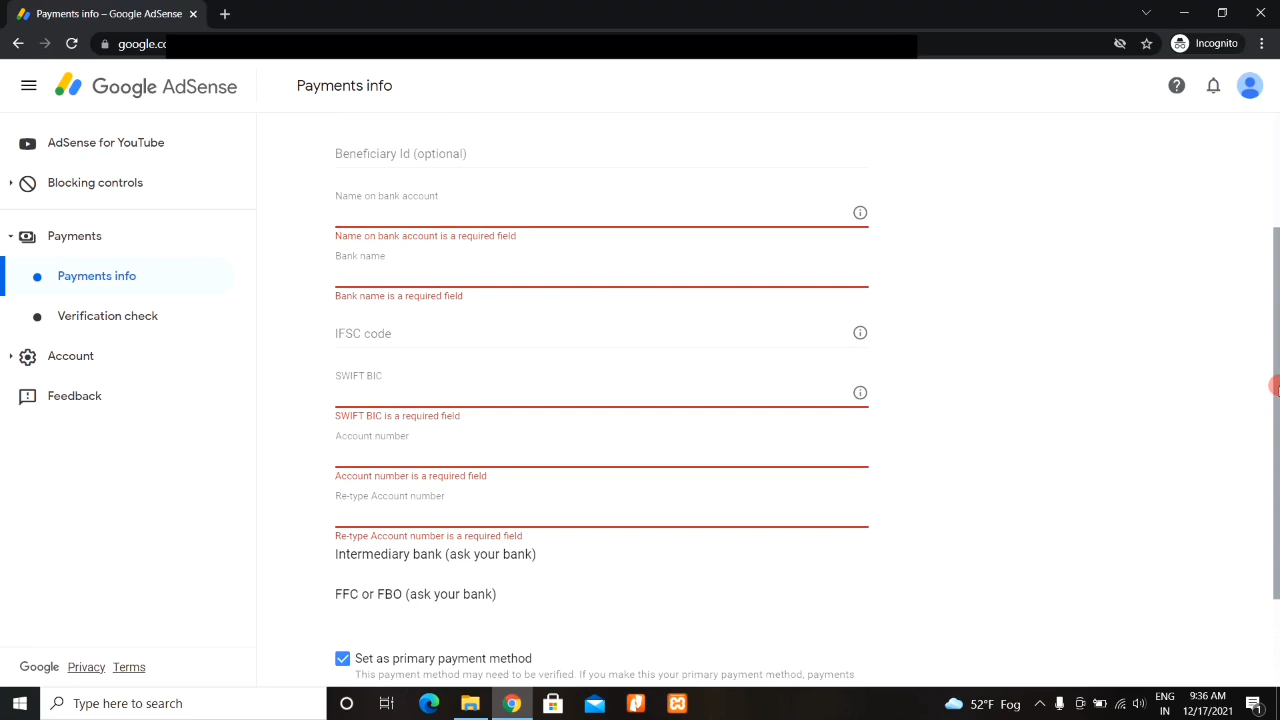 Payments info – Google AdSense
google.co
Incognito
Google AdSense
Payments info
AdSense for YouTube
Blocking controls
Payments
Payments info
Verification check
Account
Feedback
Google Privacy Terms
Beneficiary Id (optional)
Name on bank account
Name on bank account is a required field
Bank name
Bank name is a required field
IFSC code
SWIFT BIC
SWIFT BIC is a required field
Account number
Account number is a required field
Re-type Account number
Re-type Account number is a required field
Intermediary bank (ask your bank)
FFC or FBO (ask your bank)
Set as primary payment method
This payment method may need to be verified. If you make this your primary payment method, payments
Type here to search
52°F Fog
ENG
IN
9:36 AM
12/17/2021